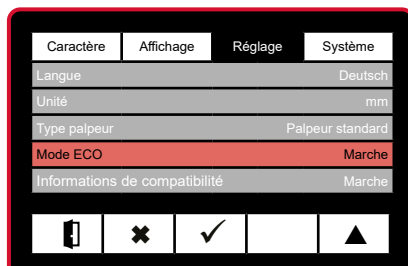 Caractère Affichage Réglage Système
Langue Deutsch
Unité mm
Type palpeur Palpeur standard
Mode ECO Marche
Informations de compatibilité Marche